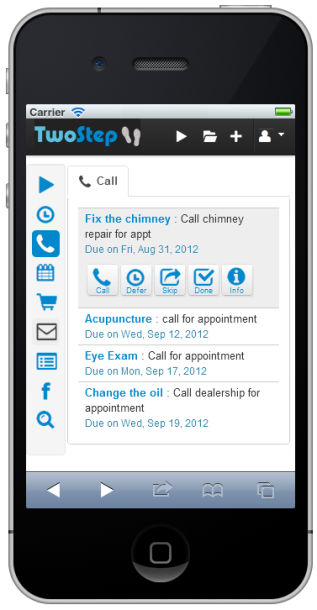 Carrier
TwoStep
Call
Fix the chimney : Call chimney
repair for appt
Due on Fri, Aug 31, 2012
Call Defer Skip Done Info
Acupuncture : call for appointment
Due on Wed, Sep 12, 2012
Eye Exam : Call for appointment
Due on Mon, Sep 17, 2012
Change the oil : Call dealership for
appointment
Due on Wed, Sep 19, 2012
f